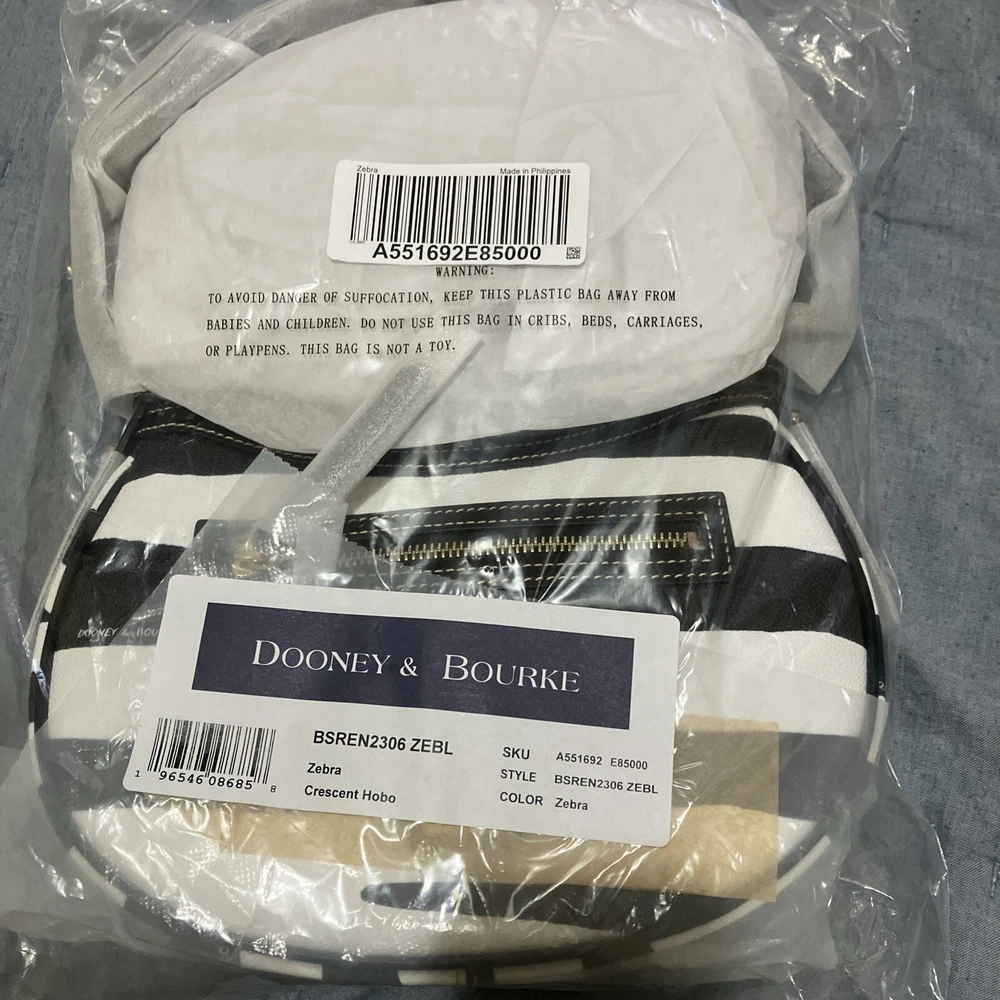 Zebra Made in Philippines
A551692E85000
WARNING:
TO AVOID DANGER OF SUFFOCATION, KEEP THIS PLASTIC BAG AWAY FROM
BABIES AND CHILDREN. DO NOT USE THIS BAG IN CRIBS, BEDS, CARRIAGES,
OR PLAYPENS. THIS BAG IS NOT A TOY.
DOONEY & BOU
DOONEY & BOURKE
BSREN2306 ZEBL
Zebra
Crescent Hobo
SKU A551692 E85000
STYLE BSREN2306 ZEBL
COLOR Zebra
1 96546 08685 8